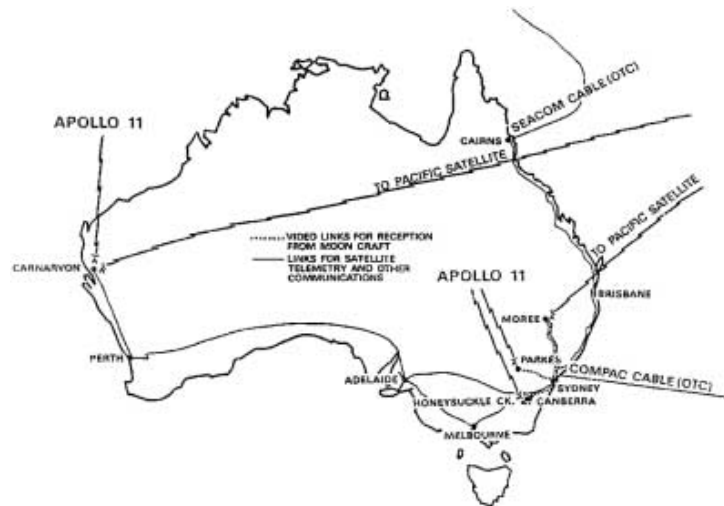 SEACOM CABLE (OTC)
APOLLO 11
CAIRNS
TO PACIFIC SATELLITE
TO PACIFIC SATELLITE
VIDEO LINKS FOR RECEPTION
FROM MOON CRAFT
LINKS FOR SATELLITE
TELEMETRY AND OTHER
COMMUNICATIONS
CARNARVON
APOLLO 11
BRISBANE
MOREE
PERTH
PARKES
COMPAC CABLE (OTC)
ADELAIDE
SYDNEY
HONEYSUCKLE CK.
CANBERRA
MELBOURNE